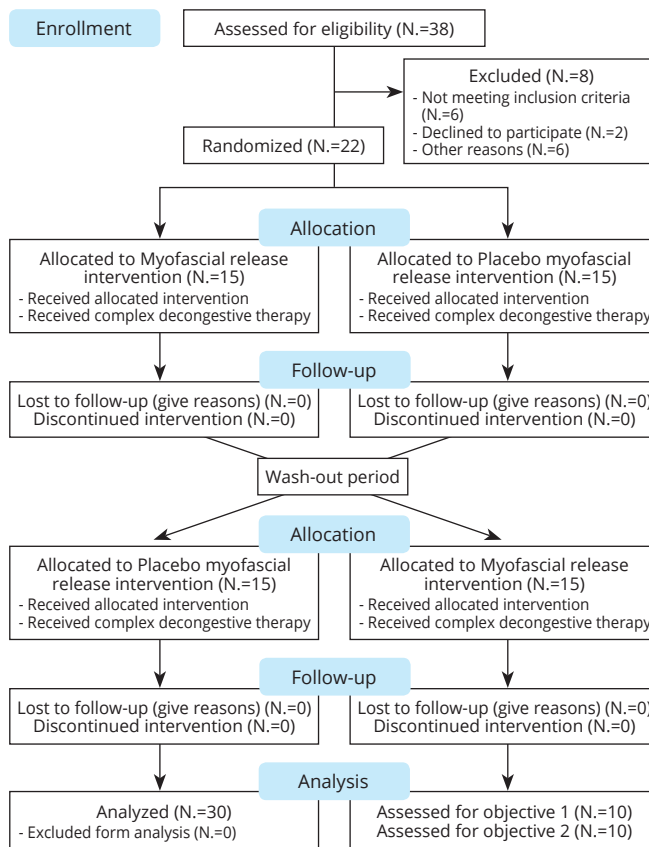 Enrollment
Assessed for eligibility (N.=38)
Excluded (N.=8)
- Not meeting inclusion criteria
(N.=6)
- Declined to participate (N.=2)
- Other reasons (N.=6)
Randomized (N.=22)
Allocation
Allocated to Myofascial release
intervention (N.=15)
- Received allocated intervention
- Received complex decongestive therapy
Allocated to Placebo myofascial
release intervention (N.=15)
- Received allocated intervention
- Received complex decongestive therapy
Follow-up
Lost to follow-up (give reasons) (N.=0)
Discontinued intervention (N.=0)
Lost to follow-up (give reasons) (N.=0)
Discontinued intervention (N.=0)
Wash-out period
Allocation
Allocated to Placebo myofascial
release intervention (N.=15)
- Received allocated intervention
- Received complex decongestive therapy
Allocated to Myofascial release
intervention (N.=15)
- Received allocated intervention
- Received complex decongestive therapy
Follow-up
Lost to follow-up (give reasons) (N.=0)
Discontinued intervention (N.=0)
Lost to follow-up (give reasons) (N.=0)
Discontinued intervention (N.=0)
Analysis
Analyzed (N.=30)
- Excluded form analysis (N.=0)
Assessed for objective 1 (N.=10)
Assessed for objective 2 (N.=10)